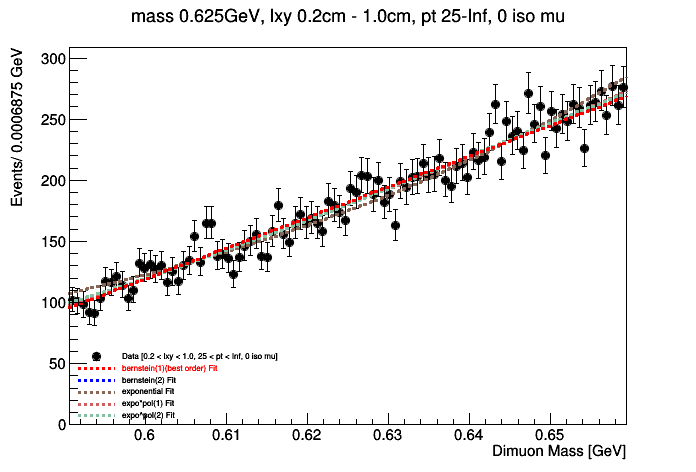 mass 0.625GeV, lxy 0.2cm - 1.0cm, pt 25-Inf, 0 iso mu
Events/ 0.0006875 GeV
300
250
200
150
100
50
0
Data [0.2 < lxy < 1.0, 25 < pt < Inf, 0 iso mu]
bernstein(1)(best order) Fit
bernstein(2) Fit
exponential Fit
expo*pol(1) Fit
expo*pol(2) Fit
0.6 0.61 0.62 0.63 0.64 0.65
Dimuon Mass [GeV]